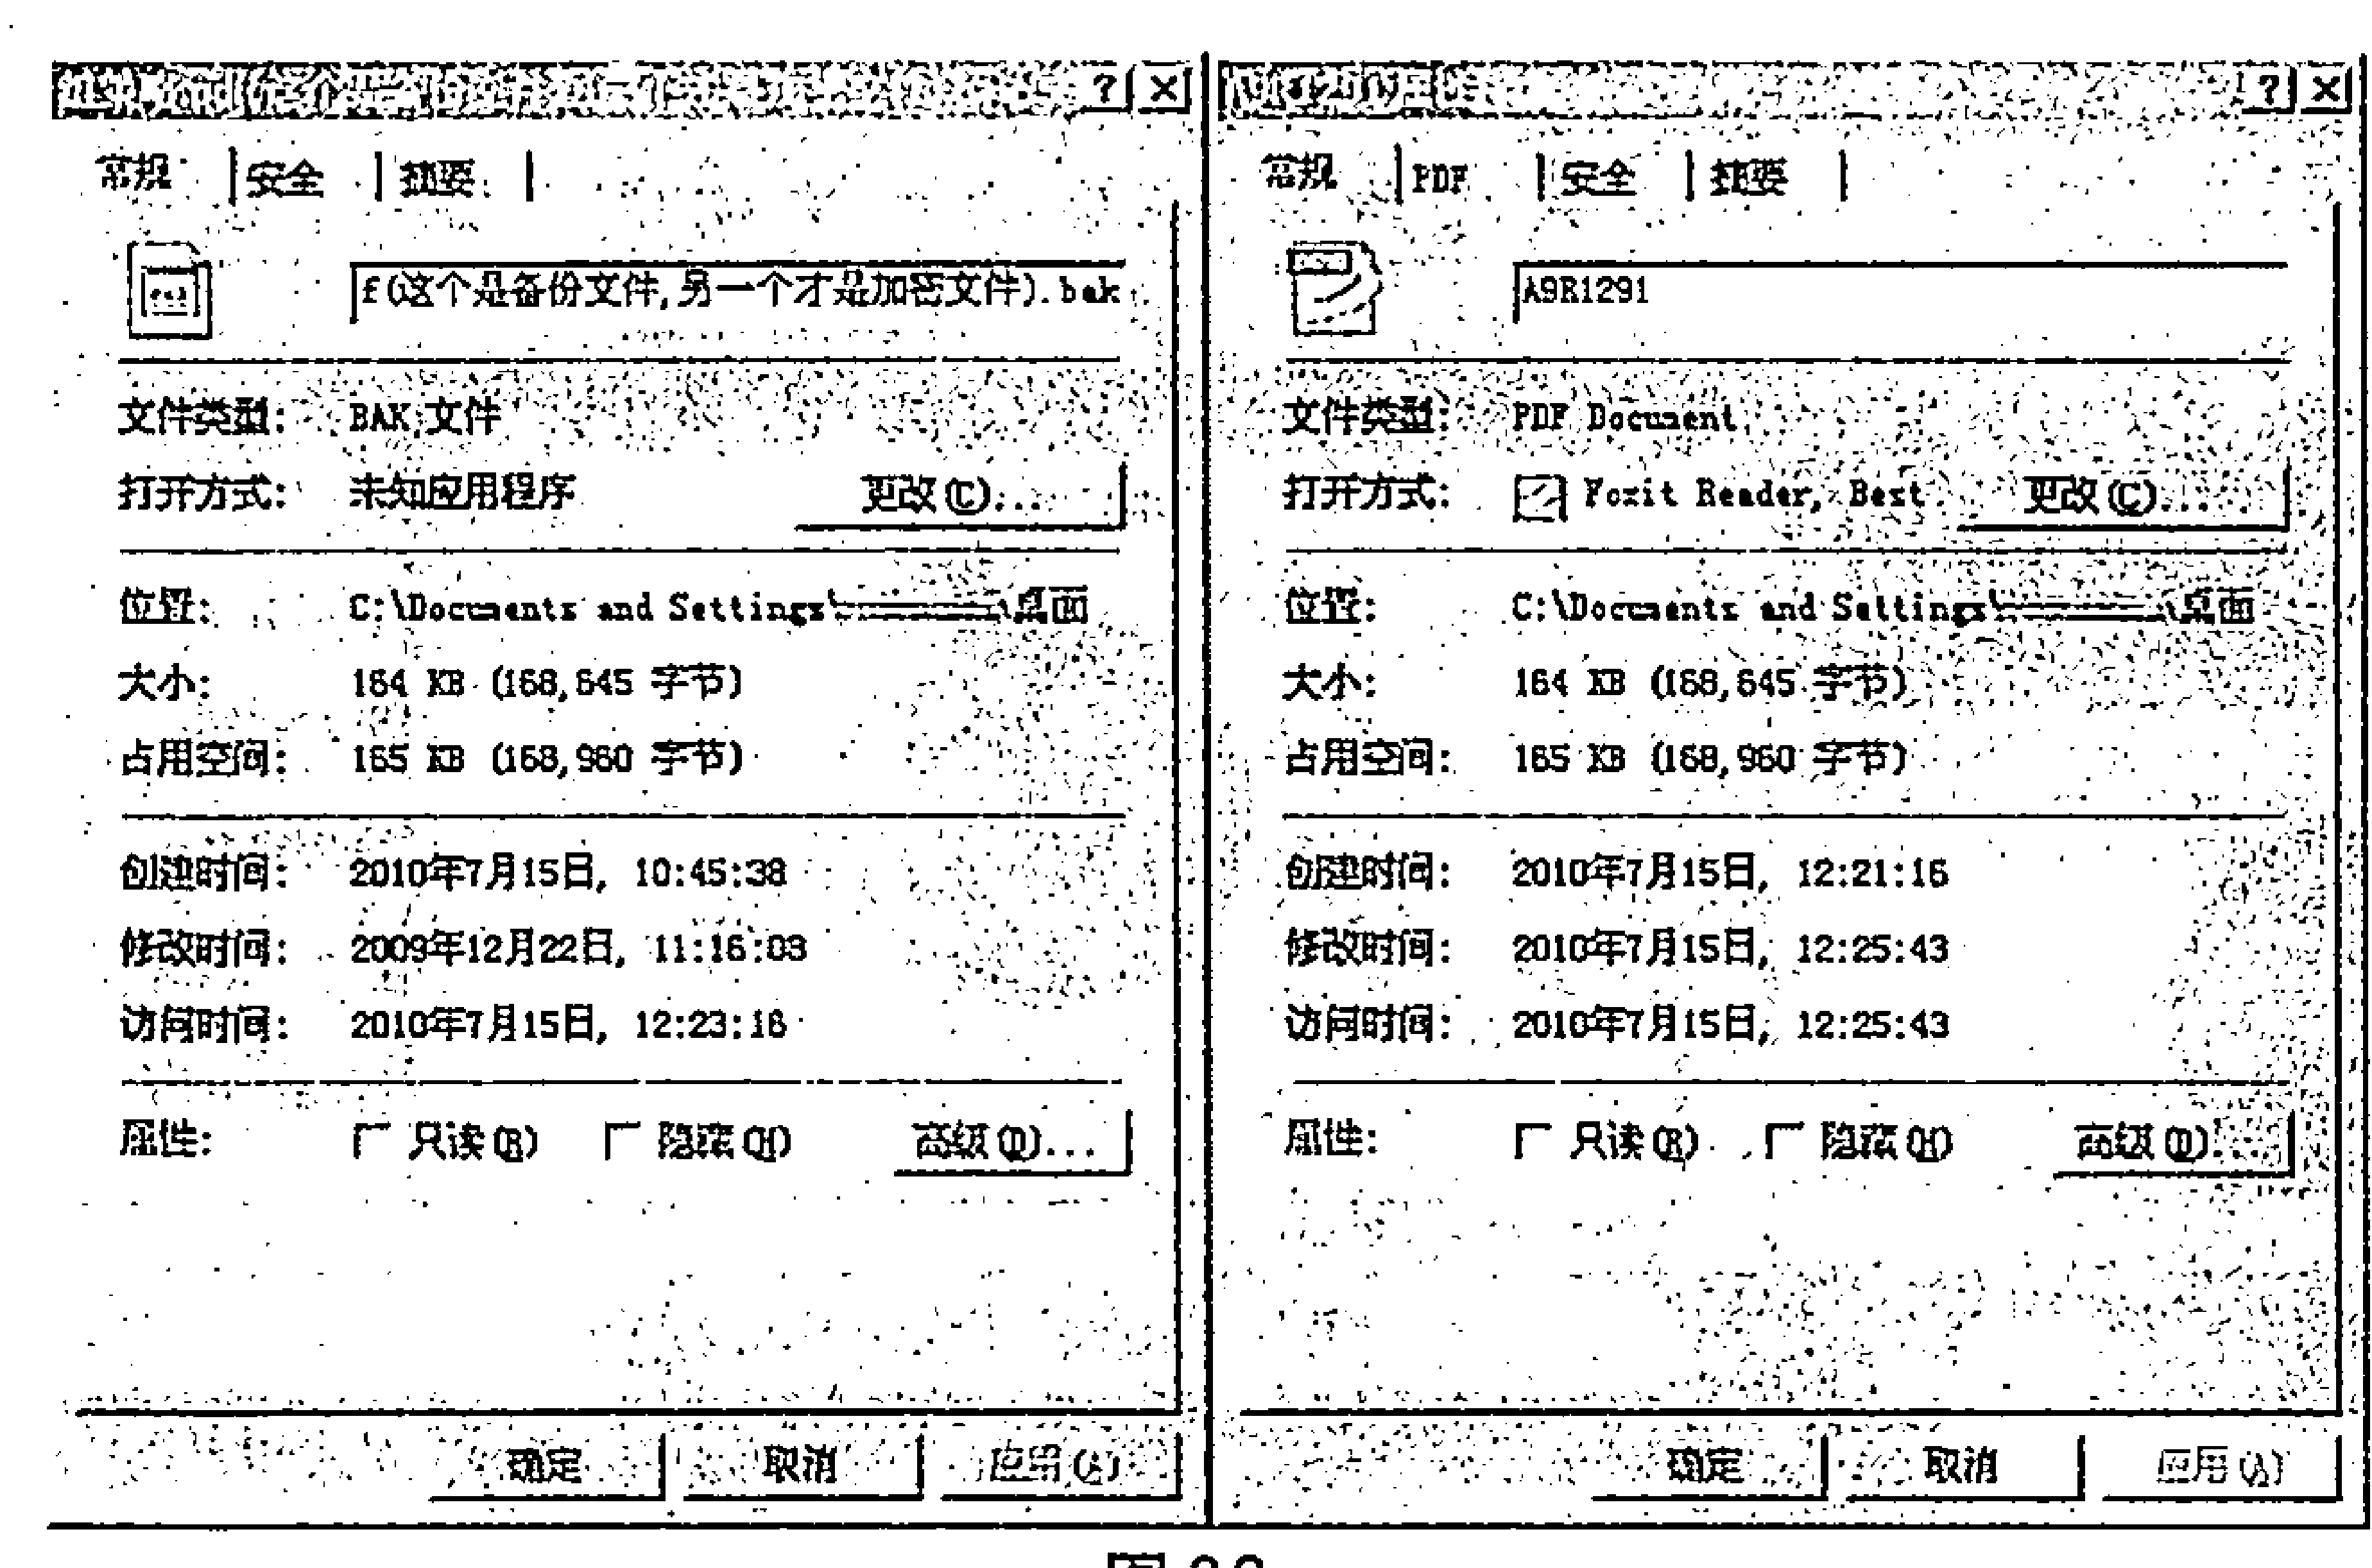 常规 安全 摘要
f(这个是备份文件,另一个才是加密文件).bak
文件类型: BAK 文件
打开方式: 未知应用程序 更改(C)...
位置: C:\Documents and Settings\ \桌面
大小: 164 KB (168,645 字节)
占用空间: 165 KB (168,960 字节)
创建时间: 2010年7月15日, 10:45:38
修改时间: 2009年12月22日, 11:16:03
访问时间: 2010年7月15日, 12:23:16
属性: 只读(R) 隐藏(H) 高级(D)...
确定 取消 应用(A)
常规 PDF 安全 摘要
A9R1291
文件类型: PDF Document
打开方式: Foxit Reader, Best 更改(C)...
位置: C:\Documents and Settings\ \桌面
大小: 164 KB (168,645 字节)
占用空间: 165 KB (168,960 字节)
创建时间: 2010年7月15日, 12:21:16
修改时间: 2010年7月15日, 12:25:43
访问时间: 2010年7月15日, 12:25:43
属性: 只读(R) 隐藏(H) 高级(D)...
确定 取消 应用(A)